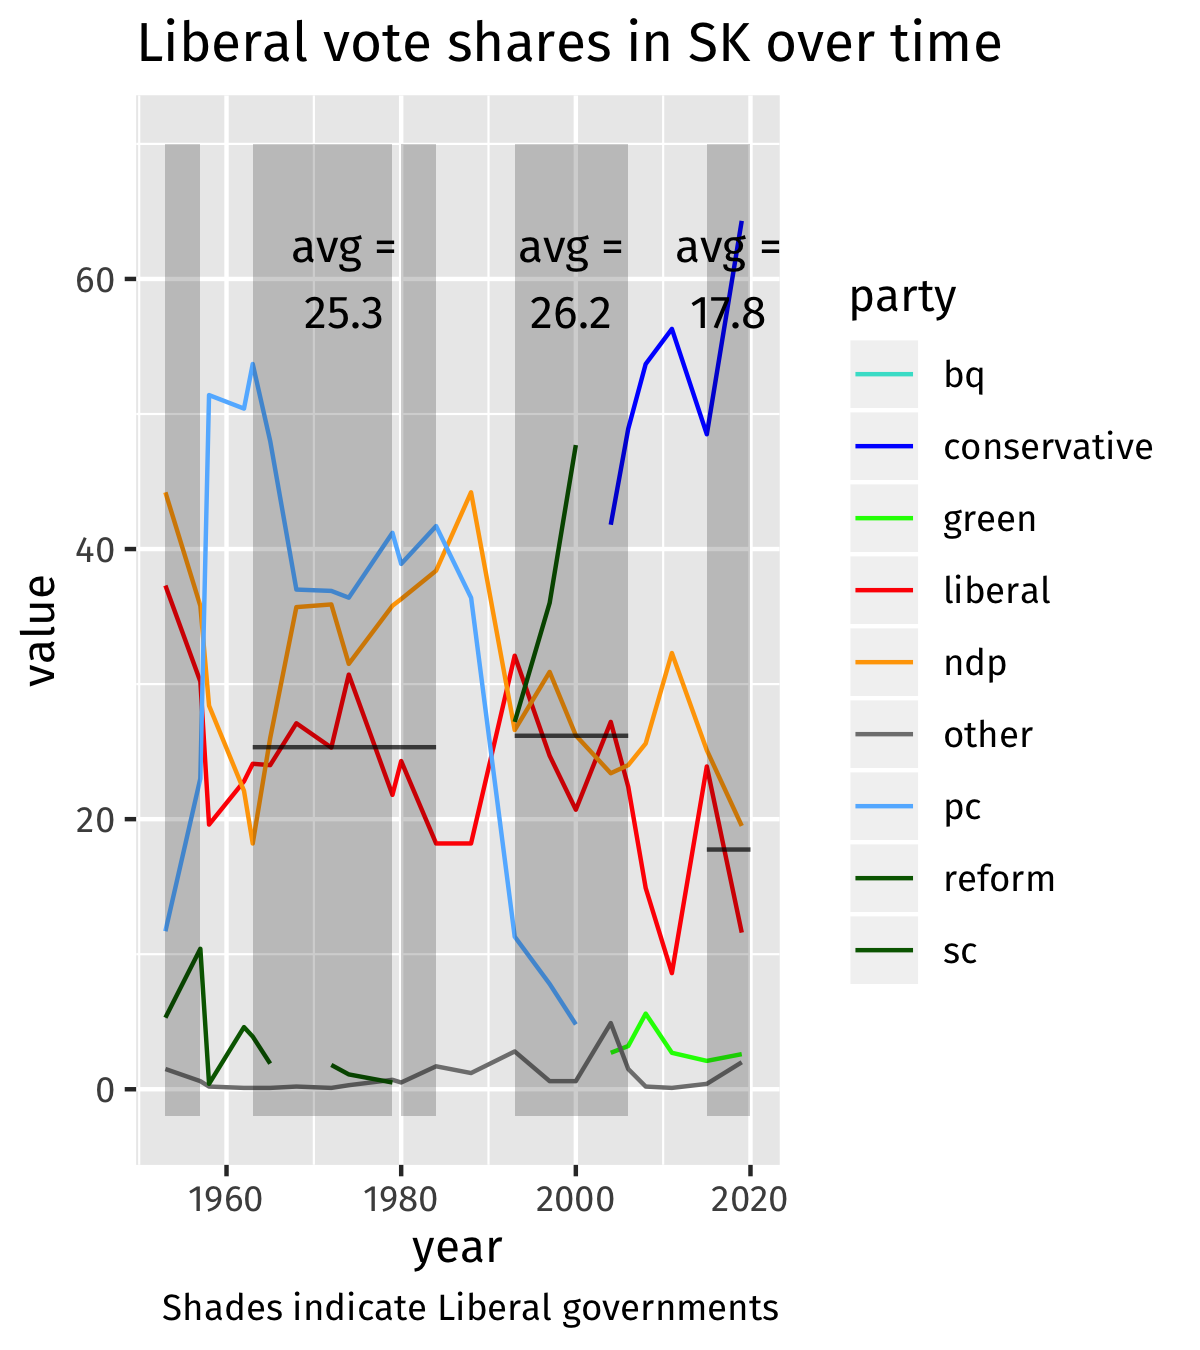 Liberal vote shares in SK over time
avg = avg = avg =
25.3 26.2 17.8
60
40
20
0
value
1960 1980 2000 2020
year
Shades indicate Liberal governments
party
bq
conservative
green
liberal
ndp
other
pc
reform
sc